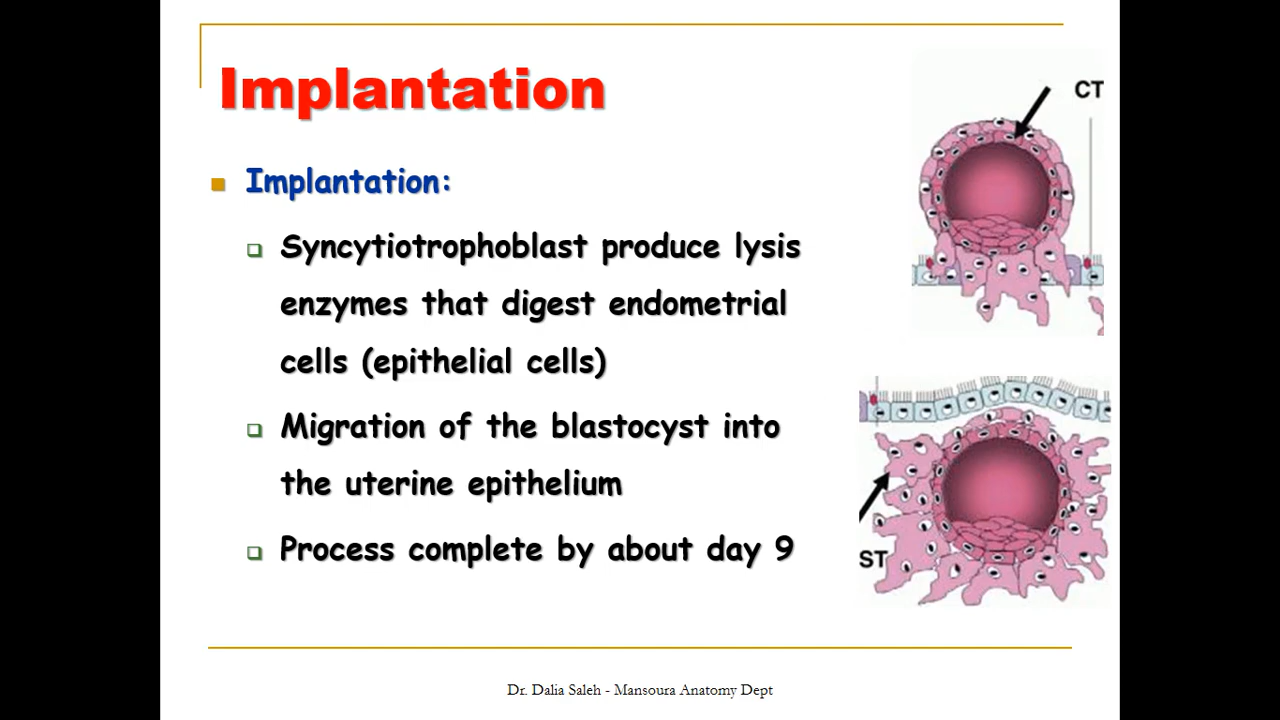 Implantation
Implantation:
Syncytiotrophoblast produce lysis
enzymes that digest endometrial
cells (epithelial cells)
Migration of the blastocyst into
the uterine epithelium
Process complete by about day 9
CT
ST
Dr. Dalia Saleh - Mansoura Anatomy Dept